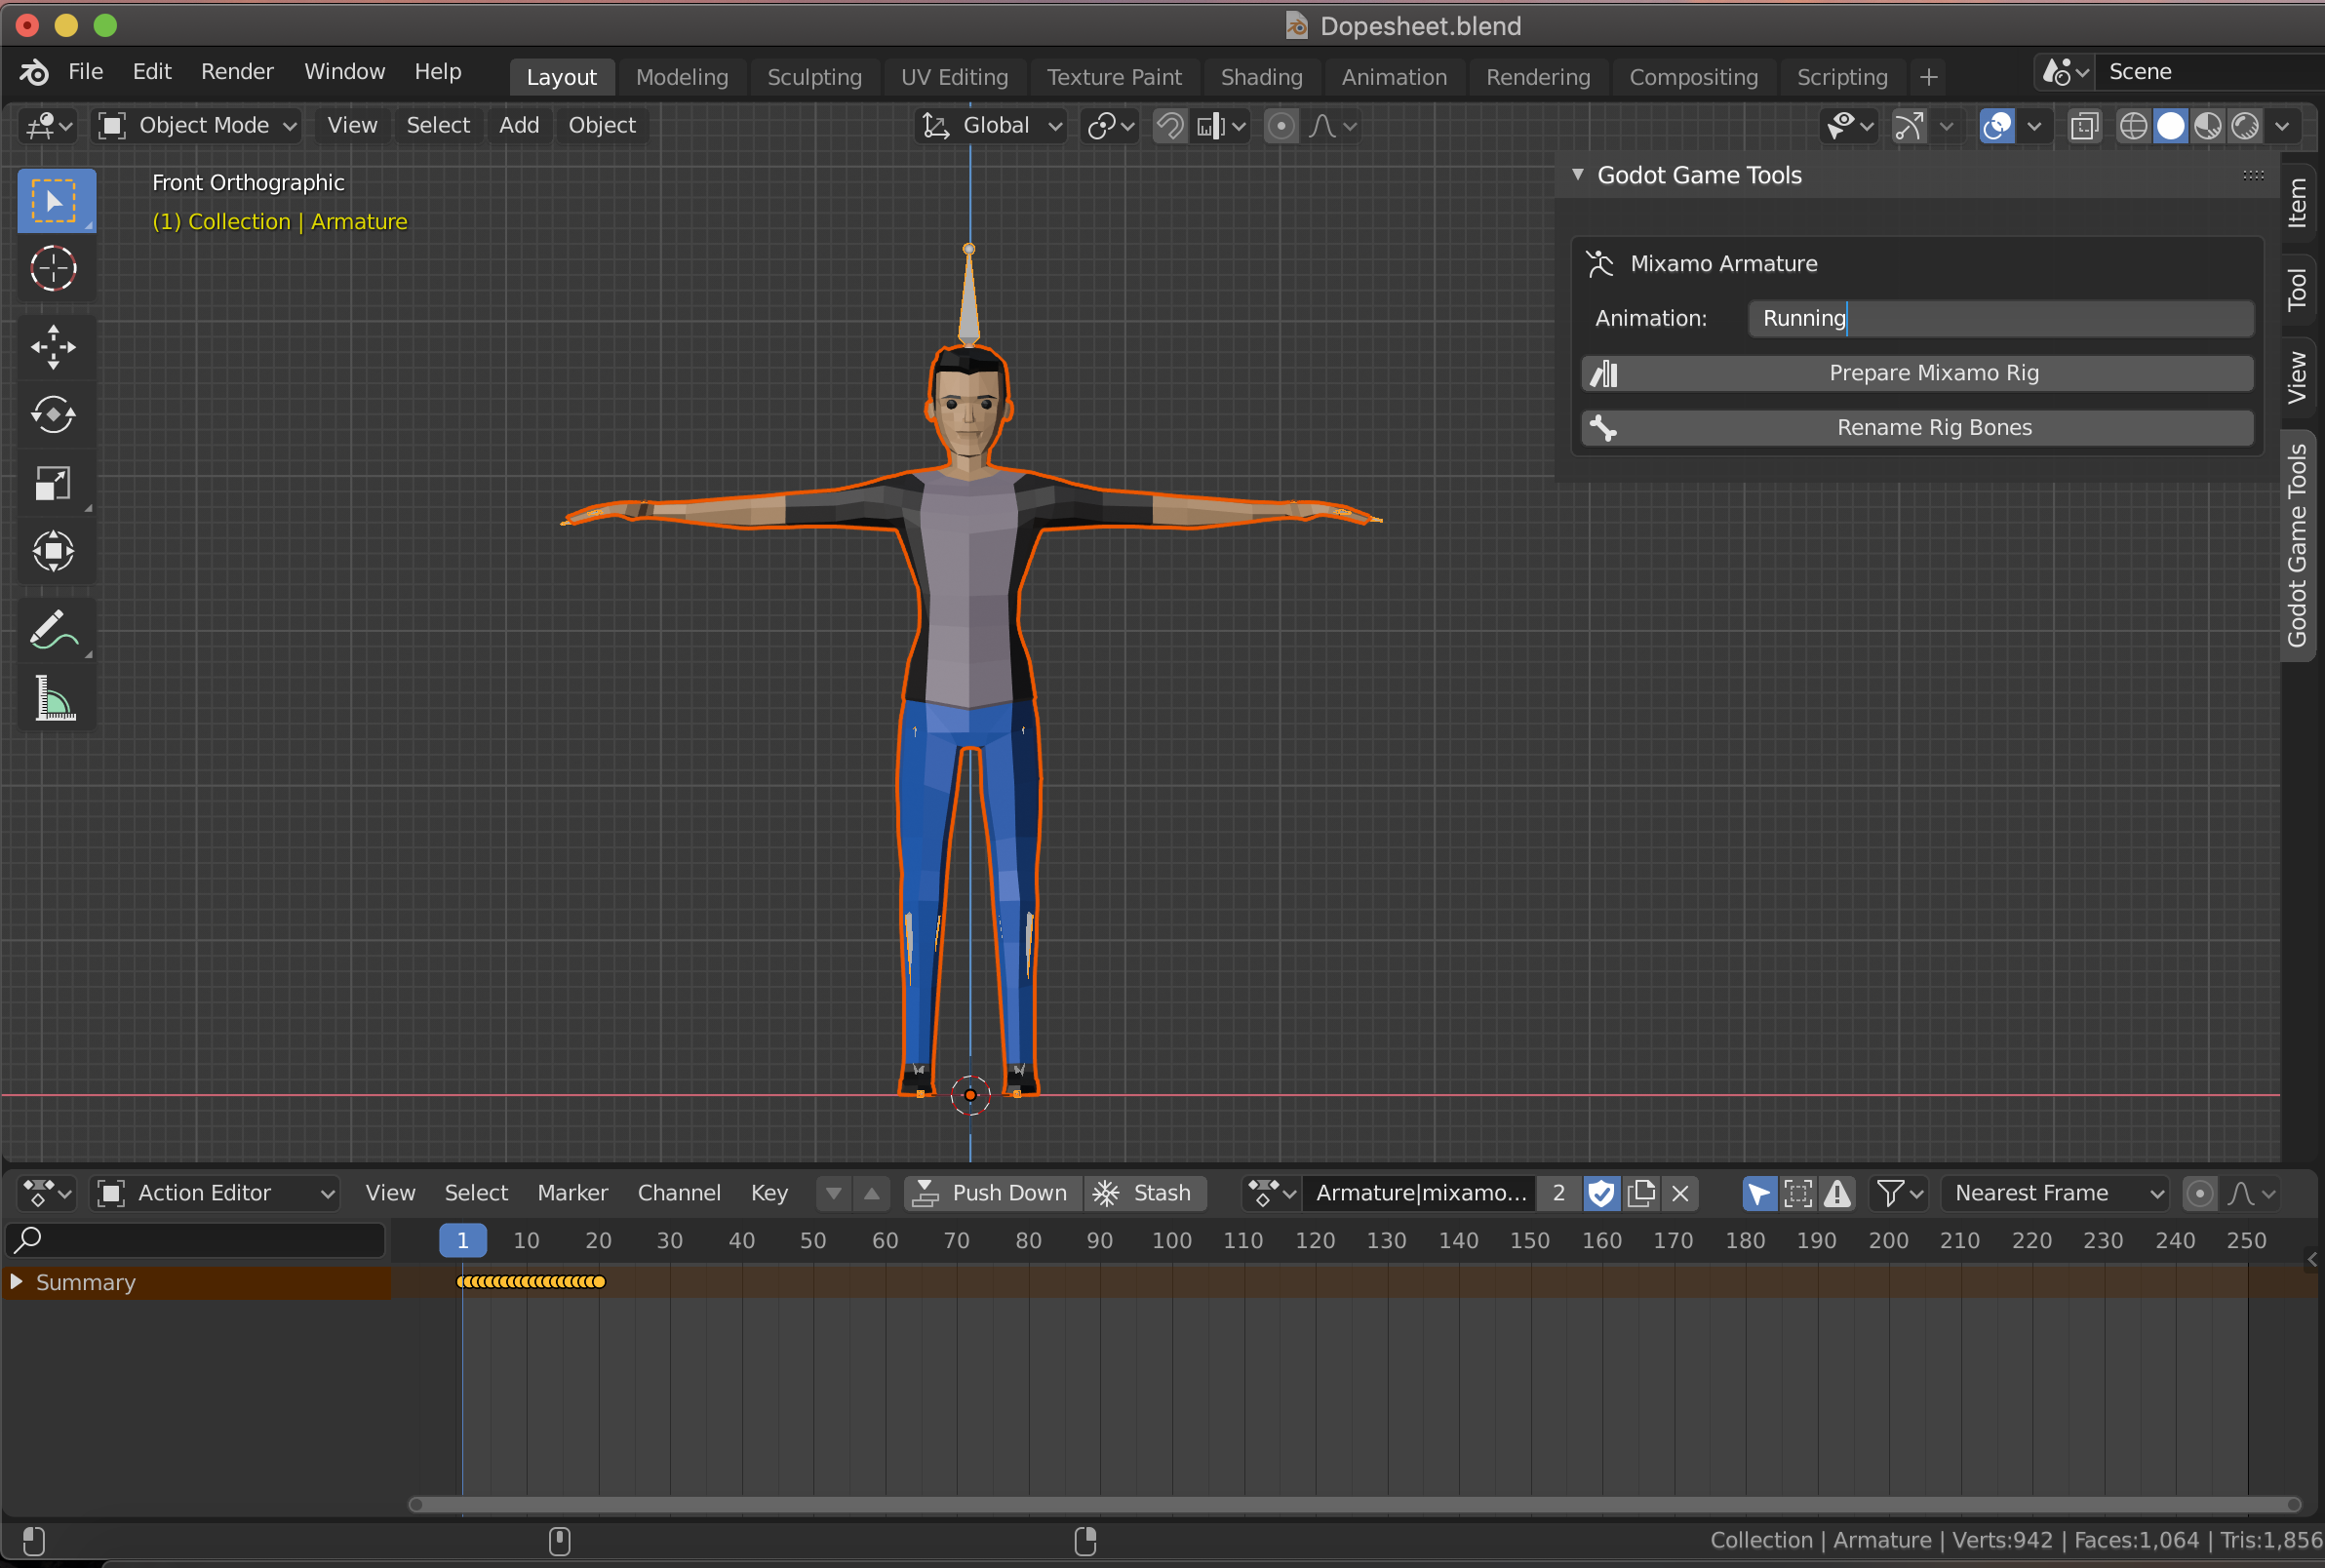 Dopesheet.blend
File Edit Render Window Help Layout Modeling Sculpting UV Editing Texture Paint Shading Animation Rendering Compositing Scripting + Scene
Object Mode View Select Add Object Global
Front Orthographic
(1) Collection | Armature
Godot Game Tools
Mixamo Armature
Animation: Running
Prepare Mixamo Rig
Rename Rig Bones
Item
Tool
View
Godot Game Tools
Action Editor View Select Marker Channel Key Push Down Stash Armature|mixamo... 2 Nearest Frame
1 10 20 30 40 50 60 70 80 90 100 110 120 130 140 150 160 170 180 190 200 210 220 230 240 250
Summary
Collection | Armature | Verts:942 | Faces:1,064 | Tris:1,856